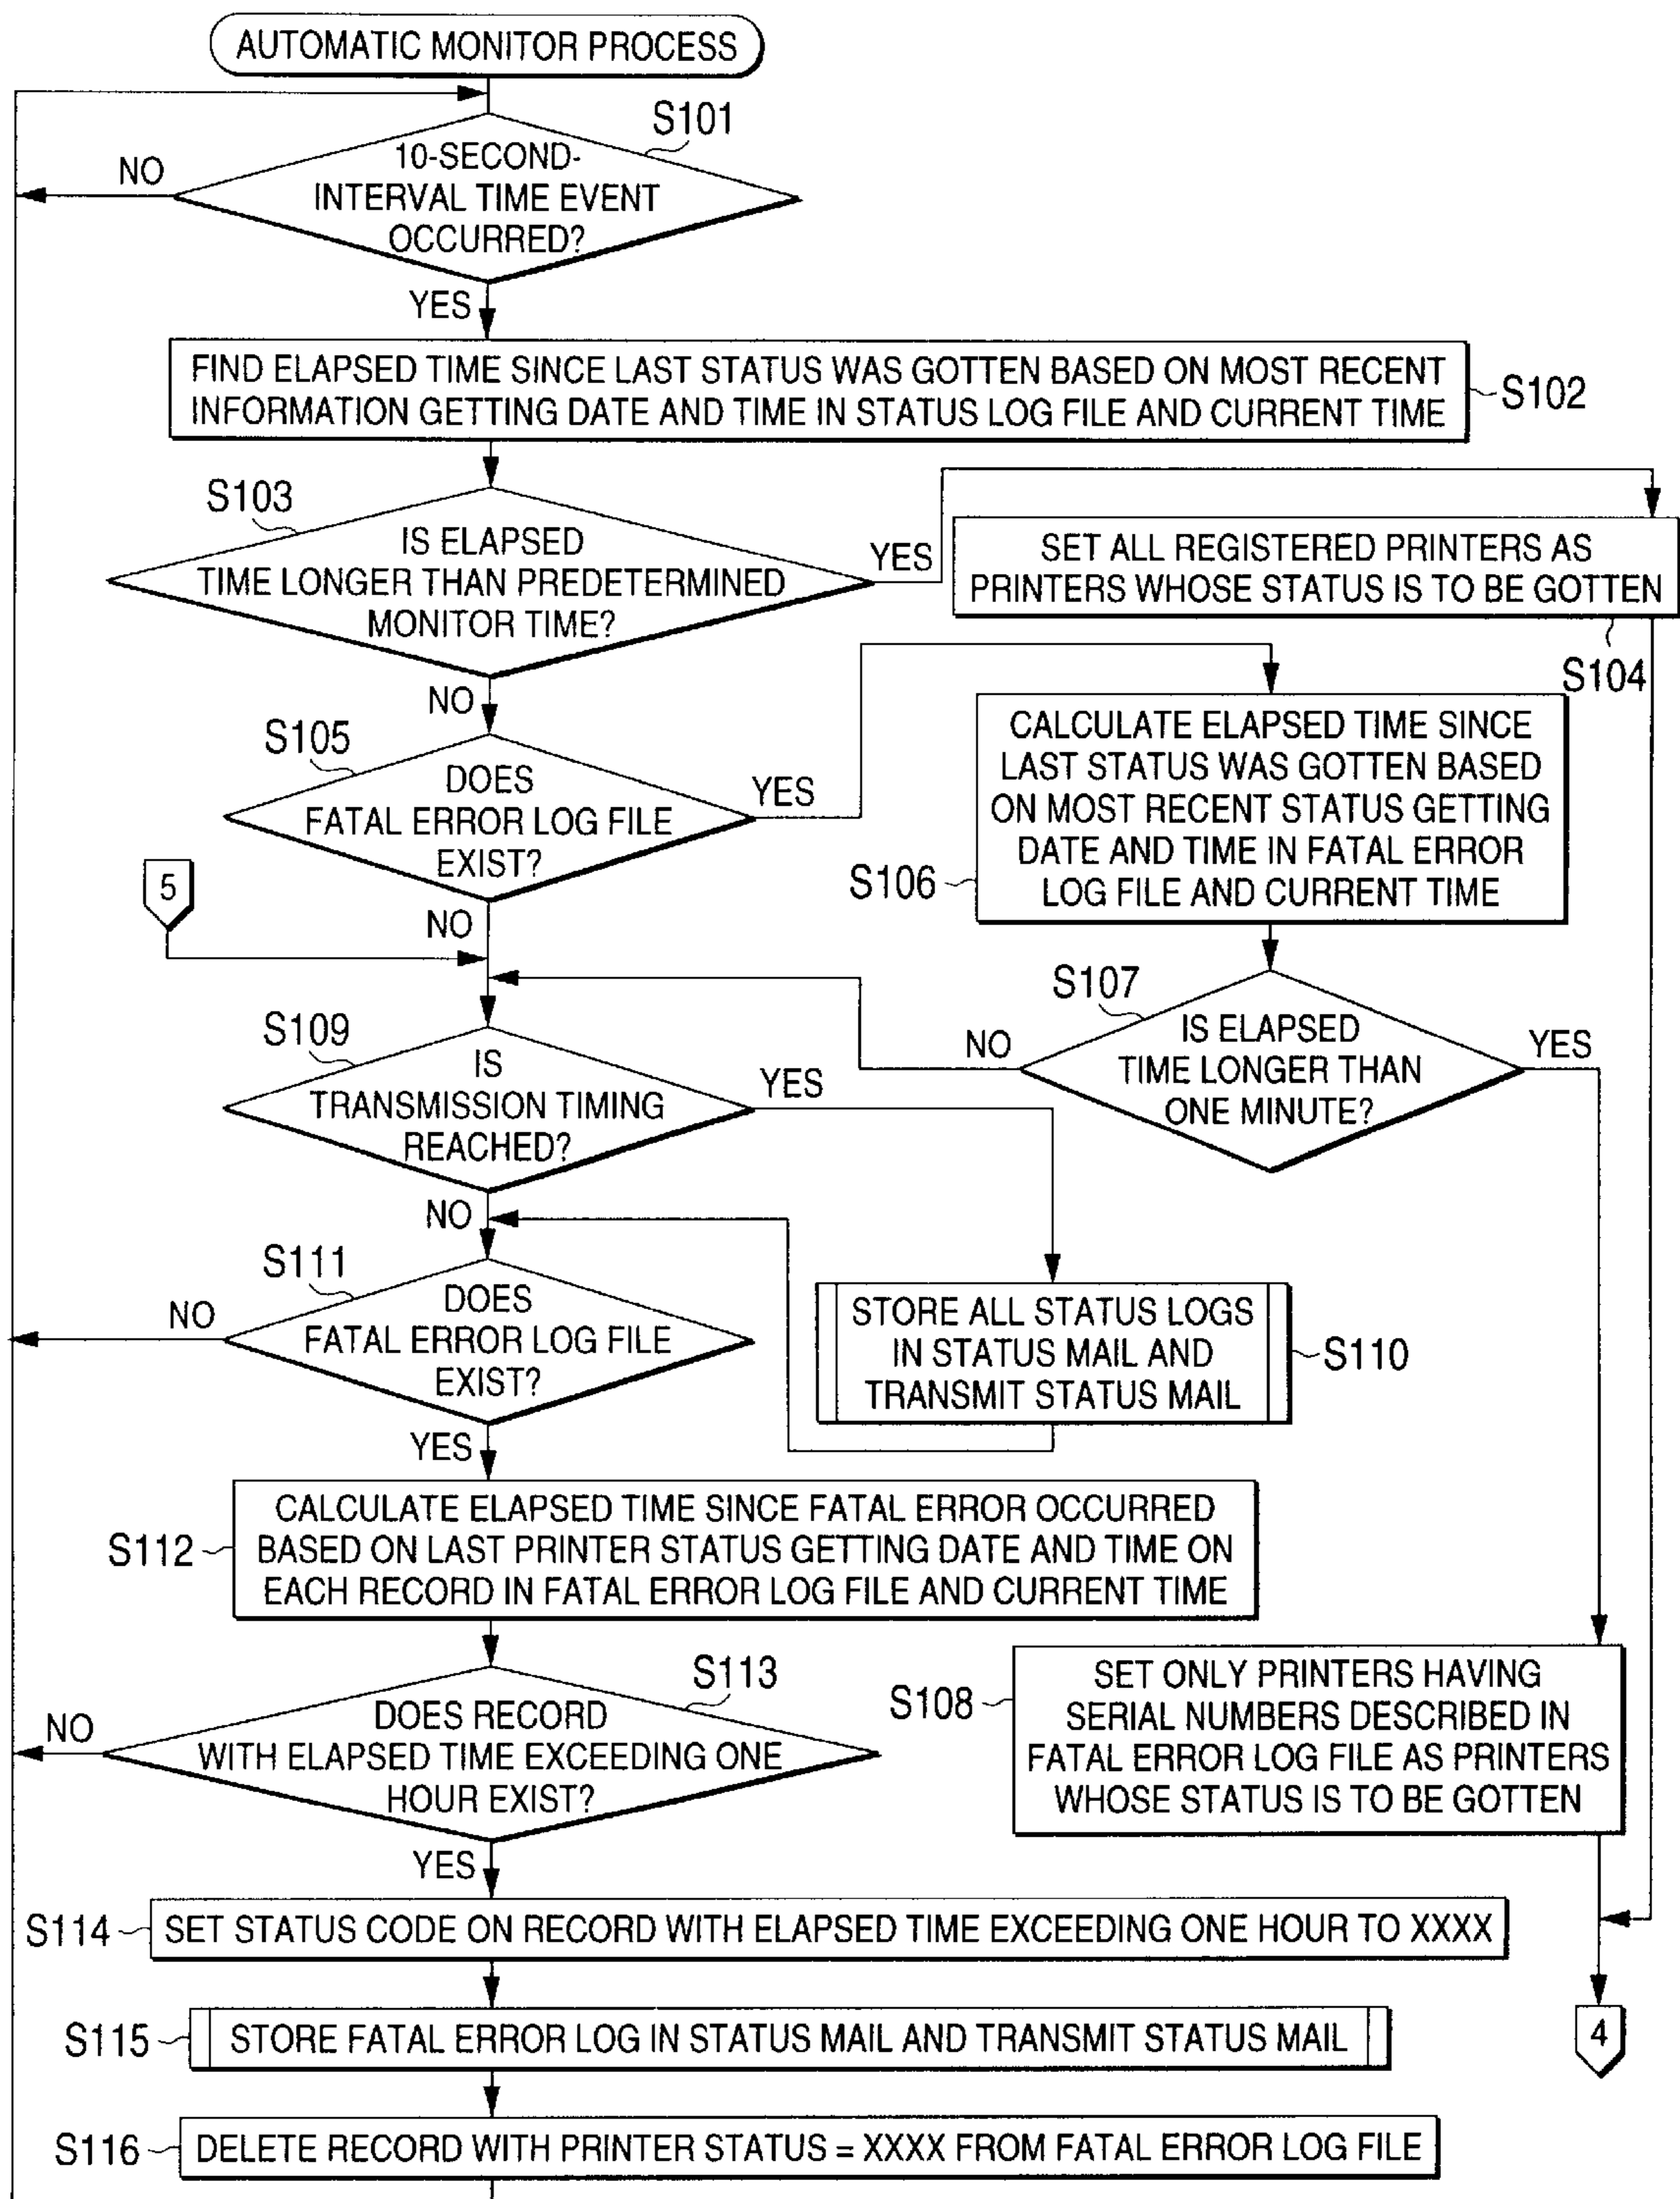 AUTOMATIC MONITOR PROCESS
S101
10-SECOND-
INTERVAL TIME EVENT
OCCURRED?
NO
YES
FIND ELAPSED TIME SINCE LAST STATUS WAS GOTTEN BASED ON MOST RECENT
INFORMATION GETTING DATE AND TIME IN STATUS LOG FILE AND CURRENT TIME
S102
S103
IS ELAPSED
TIME LONGER THAN PREDETERMINED
MONITOR TIME?
YES
NO
SET ALL REGISTERED PRINTERS AS
PRINTERS WHOSE STATUS IS TO BE GOTTEN
S104
S105
DOES
FATAL ERROR LOG FILE
EXIST?
YES
NO
CALCULATE ELAPSED TIME SINCE
LAST STATUS WAS GOTTEN BASED
ON MOST RECENT STATUS GETTING
DATE AND TIME IN FATAL ERROR
LOG FILE AND CURRENT TIME
S106
5
S107
IS ELAPSED
TIME LONGER THAN
ONE MINUTE?
NO
YES
S109
IS
TRANSMISSION TIMING
REACHED?
YES
NO
S111
DOES
FATAL ERROR LOG FILE
EXIST?
NO
YES
STORE ALL STATUS LOGS
IN STATUS MAIL AND
TRANSMIT STATUS MAIL
S110
S112
CALCULATE ELAPSED TIME SINCE FATAL ERROR OCCURRED
BASED ON LAST PRINTER STATUS GETTING DATE AND TIME ON
EACH RECORD IN FATAL ERROR LOG FILE AND CURRENT TIME
S113
DOES RECORD
WITH ELAPSED TIME EXCEEDING ONE
HOUR EXIST?
NO
YES
S108
SET ONLY PRINTERS HAVING
SERIAL NUMBERS DESCRIBED IN
FATAL ERROR LOG FILE AS PRINTERS
WHOSE STATUS IS TO BE GOTTEN
S114
SET STATUS CODE ON RECORD WITH ELAPSED TIME EXCEEDING ONE HOUR TO XXXX
S115
STORE FATAL ERROR LOG IN STATUS MAIL AND TRANSMIT STATUS MAIL
4
S116
DELETE RECORD WITH PRINTER STATUS = XXXX FROM FATAL ERROR LOG FILE